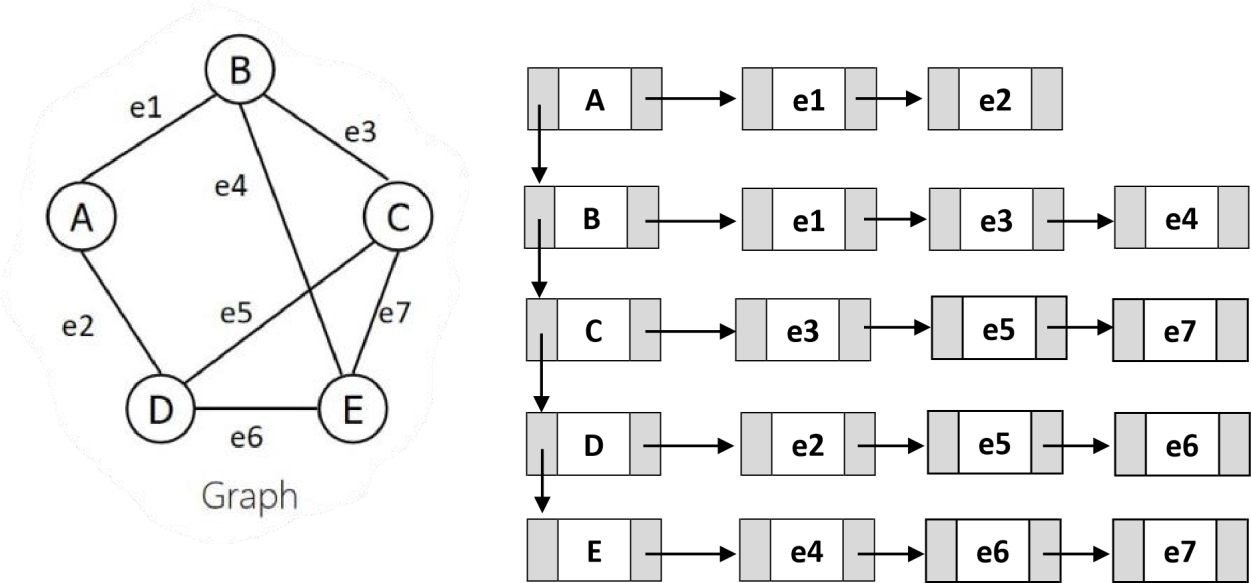 B
e1
e3
e4
A
C
e5
e7
e2
D
E
e6
Graph
A e1 e2
B e1 e3 e4
C e3 e5 e7
D e2 e5 e6
E e4 e6 e7